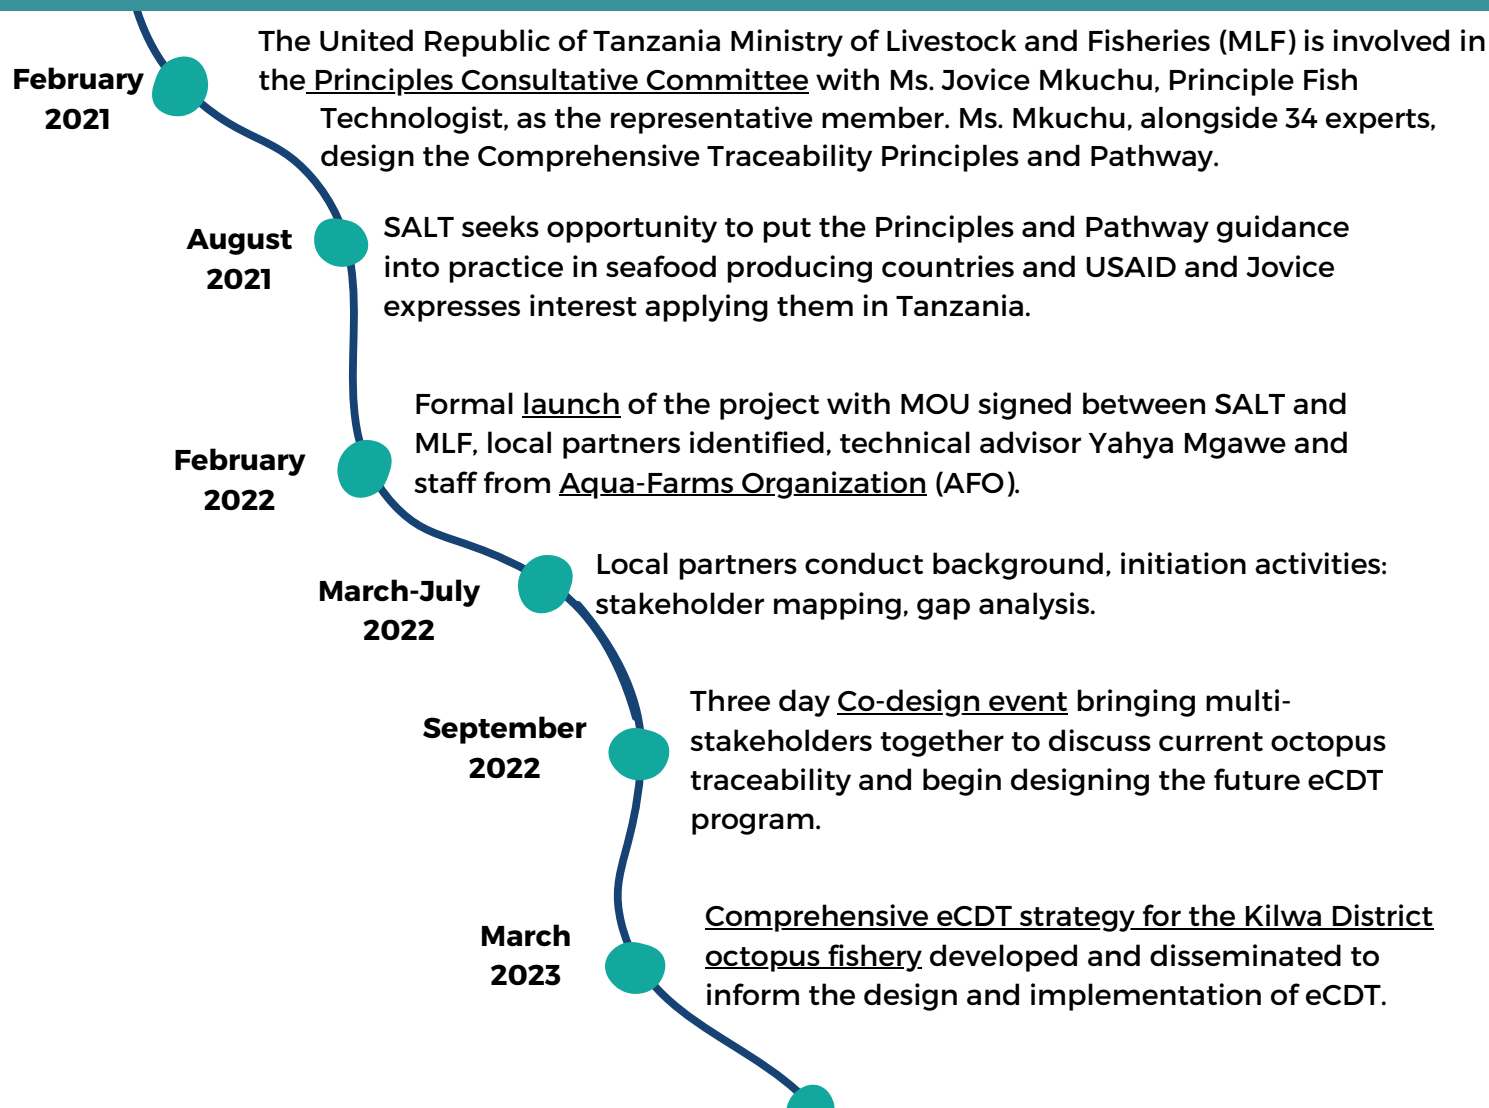 February
2021
The United Republic of Tanzania Ministry of Livestock and Fisheries (MLF) is involved in
the Principles Consultative Committee with Ms. Jovice Mkuchu, Principle Fish
Technologist, as the representative member. Ms. Mkuchu, alongside 34 experts,
design the Comprehensive Traceability Principles and Pathway.
August
2021
SALT seeks opportunity to put the Principles and Pathway guidance
into practice in seafood producing countries and USAID and Jovice
expresses interest applying them in Tanzania.
February
2022
Formal launch of the project with MOU signed between SALT and
MLF, local partners identified, technical advisor Yahya Mgawe and
staff from Aqua-Farms Organization (AFO).
March-July
2022
Local partners conduct background, initiation activities:
stakeholder mapping, gap analysis.
September
2022
Three day Co-design event bringing multi-
stakeholders together to discuss current octopus
traceability and begin designing the future eCDT
program.
March
2023
Comprehensive eCDT strategy for the Kilwa District
octopus fishery developed and disseminated to
inform the design and implementation of eCDT.